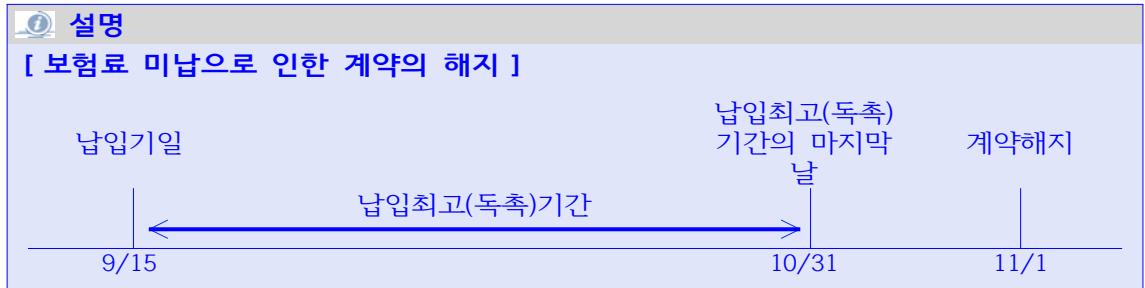 설명
[ 보험료 미납으로 인한 계약의 해지 ]
납입기일
납입최고(독촉)
기간의 마지막
날
계약해지
납입최고(독촉)기간
9/15
10/31
11/1